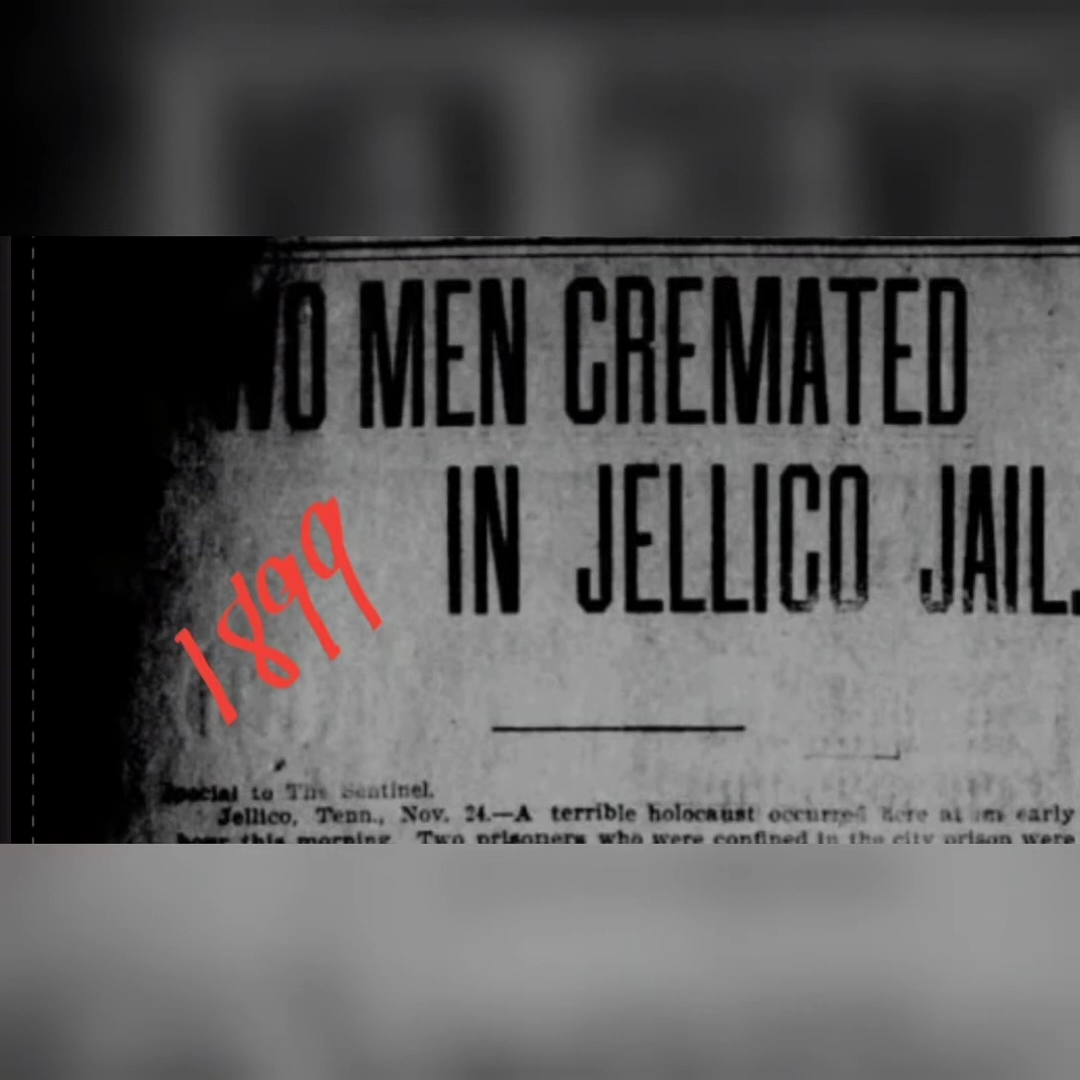 WO MEN CREMATED
IN JELLICO JAIL.
1899
Special to The Sentinel.
Jellico, Tenn., Nov. 24.—A terrible holocaust occurred here at an early
hour this morning. Two prisoners who were confined in the city prison were